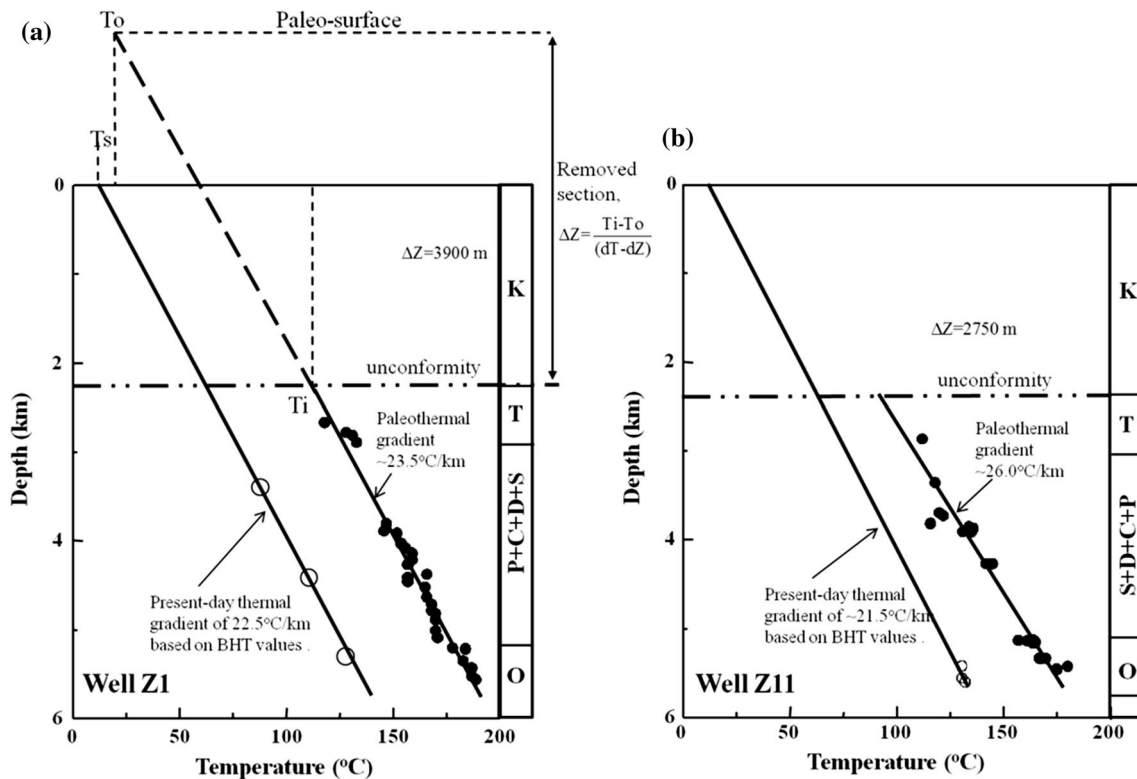 (a)
To
Paleo-surface
Ts
Removed
section,
ΔZ=Ti-To
(dT-dZ)
0
2
4
6
Depth (km)
ΔZ=3900 m
unconformity
Ti
Paleothermal
gradient
~23.5°C/km
Present-day thermal
gradient of 22.5°C/km
based on BHT values .
Well Z1
K
T
P+C+D+S
O
0
50
100
150
200
Temperature (°C)
(b)
0
2
4
6
Depth (km)
ΔZ=2750 m
unconformity
Paleothermal
gradient
~26.0°C/km
Present-day thermal
gradient of ~21.5°C/km
based on BHT values .
Well Z11
K
T
S+D+C+P
O
0
50
100
150
200
Temperature (°C)